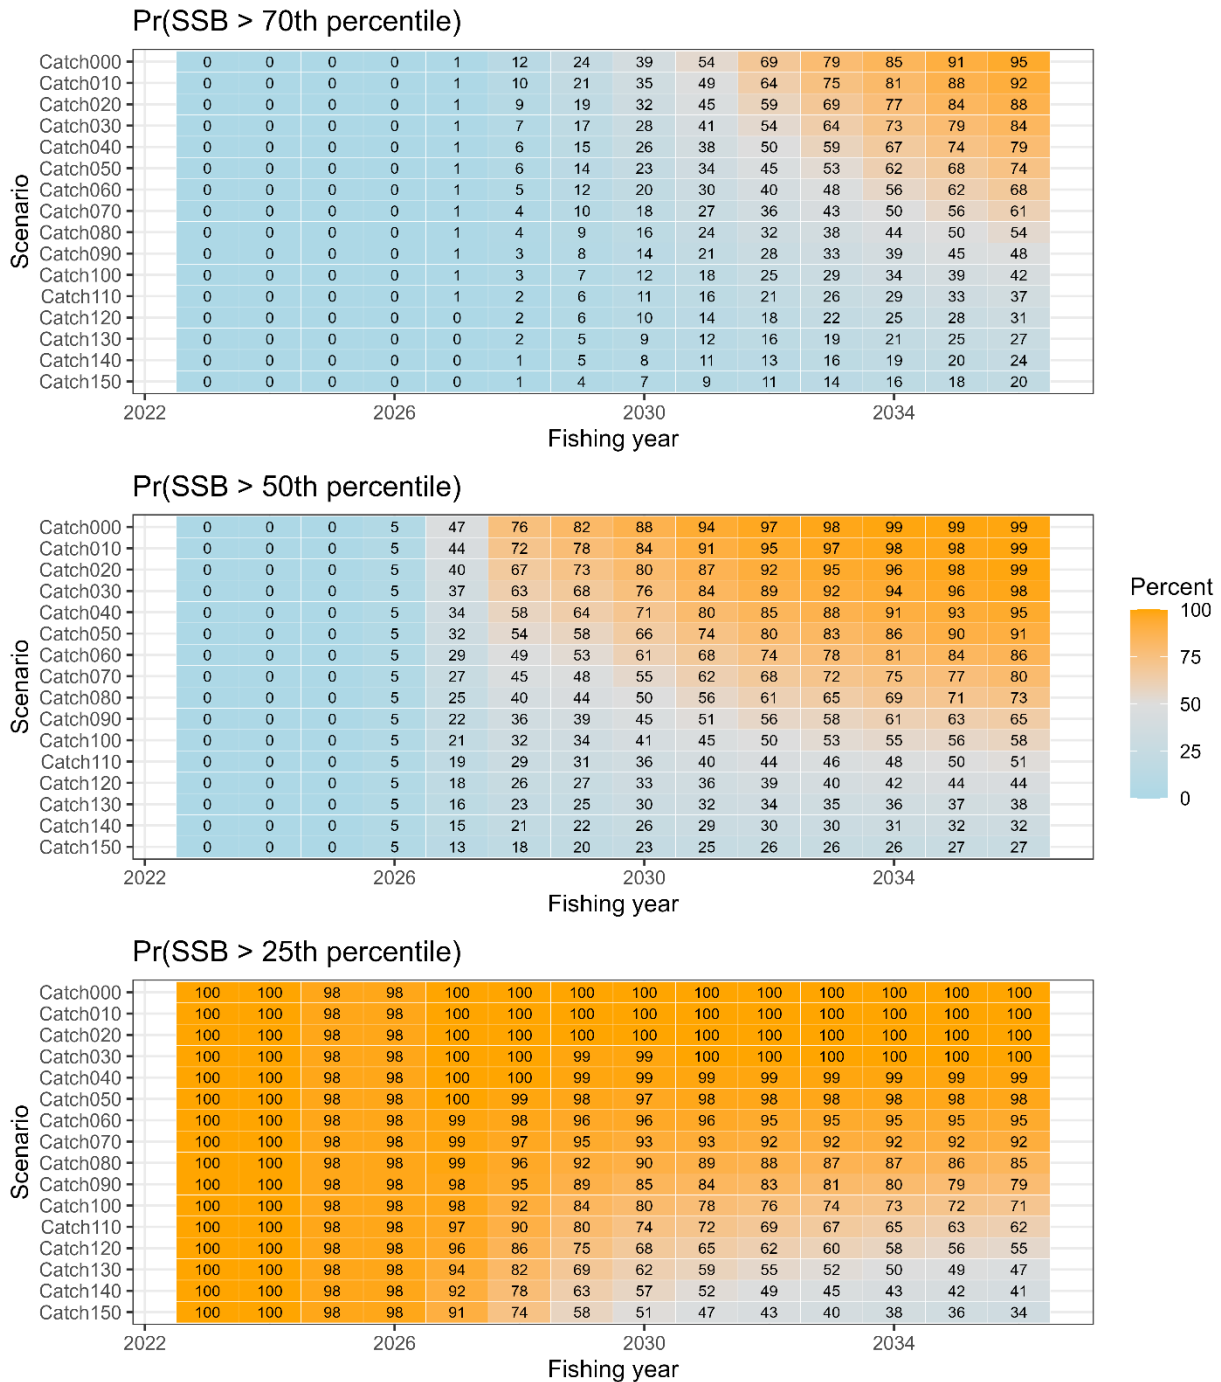 Pr(SSB > 70th percentile)
Scenario
Catch000 0 0 0 0 1 12 24 39 54 69 79 85 91 95
Catch010 0 0 0 0 1 10 21 35 49 64 75 81 88 92
Catch020 0 0 0 0 1 9 19 32 45 59 69 77 84 88
Catch030 0 0 0 0 1 7 17 28 41 54 64 73 79 84
Catch040 0 0 0 0 1 6 15 26 38 50 59 67 74 79
Catch050 0 0 0 0 1 6 14 23 34 45 53 62 68 74
Catch060 0 0 0 0 1 5 12 20 30 40 48 56 62 68
Catch070 0 0 0 0 1 4 10 18 27 36 43 50 56 61
Catch080 0 0 0 0 1 4 9 16 24 32 38 44 50 54
Catch090 0 0 0 0 1 3 8 14 21 28 33 39 45 48
Catch100 0 0 0 0 1 3 7 12 18 25 29 34 39 42
Catch110 0 0 0 0 1 2 6 11 16 21 26 29 33 37
Catch120 0 0 0 0 0 2 6 10 14 18 22 25 28 31
Catch130 0 0 0 0 0 2 5 9 12 16 19 21 25 27
Catch140 0 0 0 0 0 1 5 8 11 13 16 19 20 24
Catch150 0 0 0 0 0 1 4 7 9 11 14 16 18 20
2022 2026 2030 2034
Fishing year
Pr(SSB > 50th percentile)
Scenario
Catch000 0 0 0 5 47 76 82 88 94 97 98 99 99 99
Catch010 0 0 0 5 44 72 78 84 91 95 97 98 98 99
Catch020 0 0 0 5 40 67 73 80 87 92 95 96 98 99
Catch030 0 0 0 5 37 63 68 76 84 89 92 94 96 98
Catch040 0 0 0 5 34 58 64 71 80 85 88 91 93 95
Catch050 0 0 0 5 32 54 58 66 74 80 83 86 90 91
Catch060 0 0 0 5 29 49 53 61 68 74 78 81 84 86
Catch070 0 0 0 5 27 45 48 55 62 68 72 75 77 80
Catch080 0 0 0 5 25 40 44 50 56 61 65 69 71 73
Catch090 0 0 0 5 22 36 39 45 51 56 58 61 63 65
Catch100 0 0 0 5 21 32 34 41 45 50 53 55 56 58
Catch110 0 0 0 5 19 29 31 36 40 44 46 48 50 51
Catch120 0 0 0 5 18 26 27 33 36 39 40 42 44 44
Catch130 0 0 0 5 16 23 25 30 32 34 35 36 37 38
Catch140 0 0 0 5 15 21 22 26 29 30 30 31 32 32
Catch150 0 0 0 5 13 18 20 23 25 26 26 26 27 27
2022 2026 2030 2034
Fishing year
Percent
100
75
50
25
0
Pr(SSB > 25th percentile)
Scenario
Catch000 100 100 98 98 100 100 100 100 100 100 100 100 100 100
Catch010 100 100 98 98 100 100 100 100 100 100 100 100 100 100
Catch020 100 100 98 98 100 100 100 100 100 100 100 100 100 100
Catch030 100 100 98 98 100 100 99 99 100 100 100 100 100 100
Catch040 100 100 98 98 100 100 99 99 99 99 99 99 99 99
Catch050 100 100 98 98 100 99 98 97 98 98 98 98 98 98
Catch060 100 100 98 98 99 98 96 96 96 95 95 95 95 95
Catch070 100 100 98 98 99 97 95 93 93 92 92 92 92 92
Catch080 100 100 98 98 99 96 92 90 89 88 87 87 86 85
Catch090 100 100 98 98 98 95 89 85 84 83 81 80 79 79
Catch100 100 100 98 98 98 92 84 80 78 76 74 73 72 71
Catch110 100 100 98 98 97 90 80 74 72 69 67 65 63 62
Catch120 100 100 98 98 96 86 75 68 65 62 60 58 56 55
Catch130 100 100 98 98 94 82 69 62 59 55 52 50 49 47
Catch140 100 100 98 98 92 78 63 57 52 49 45 43 42 41
Catch150 100 100 98 98 91 74 58 51 47 43 40 38 36 34
2022 2026 2030 2034
Fishing year